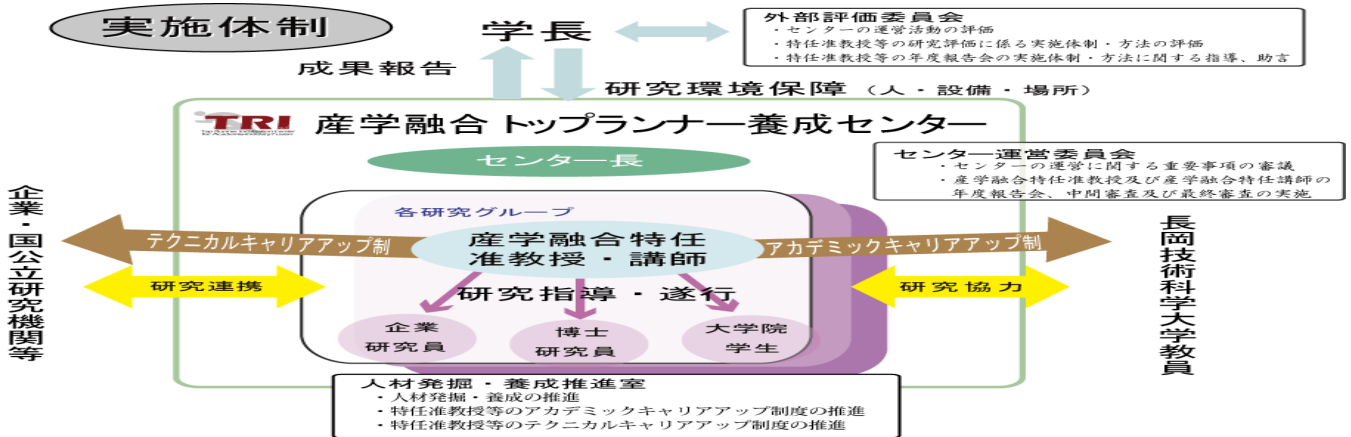 実施体制
学長
外部評価委員会
・センターの運営活動の評価
・特任准教授等の研究評価に係る実施体制・方法の評価
・特任准教授等の年度報告会の実施体制・方法に関する指導、助言
成果報告
研究環境保障（人・設備・場所）
TRI
産学融合トップランナー養成センター
センター長
センター運営委員会
・センターの運営に関する重要事項の審議
・産学融合特任准教授及び産学融合特任講師の
年度報告会、中間審査及び最終審査の実施
企業・国公立研究機関等
各研究グループ
テクニカルキャリアアップ制
産学融合特任
准教授・講師
アカデミックキャリアアップ制
長岡技術科学大学教員
研究連携
研究指導・遂行
研究協力
企業
研究員
博士
研究員
大学院
学生
人材発掘・養成推進室
・人材発掘・養成の推進
・特任准教授等のアカデミックキャリアアップ制度の推進
・特任准教授等のテクニカルキャリアアップ制度の推進